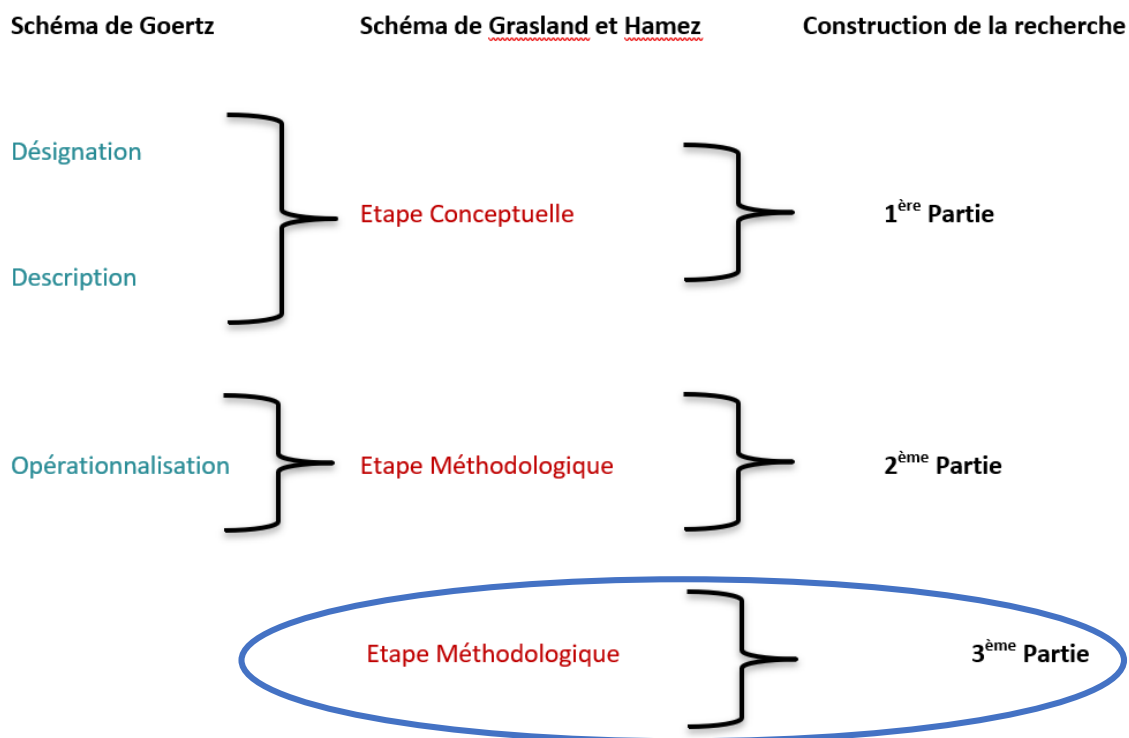 Schéma de Goertz
Schéma de Grasland et Hamez
Construction de la recherche
Désignation
Etape Conceptuelle
1ère Partie
Description
Opérationnalisation
Etape Méthodologique
2ème Partie
Etape Méthodologique
3ème Partie